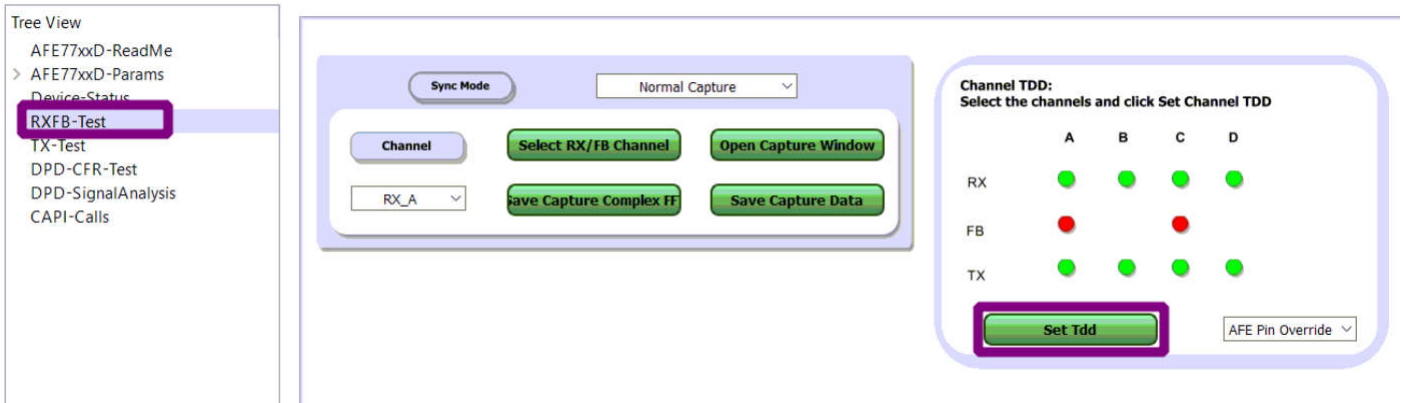 Tree View
AFE77xxD-ReadMe
AFE77xxD-Params
Device-Status
RXFB-Test
TX-Test
DPD-CFR-Test
DPD-SignalAnalysis
CAPI-Calls
Sync Mode
Normal Capture
Channel
Select RX/FB Channel
Open Capture Window
RX_A
Save Capture Complex FF
Save Capture Data
Channel TDD:
Select the channels and click Set Channel TDD
A B C D
RX
FB
TX
Set Tdd
AFE Pin Override